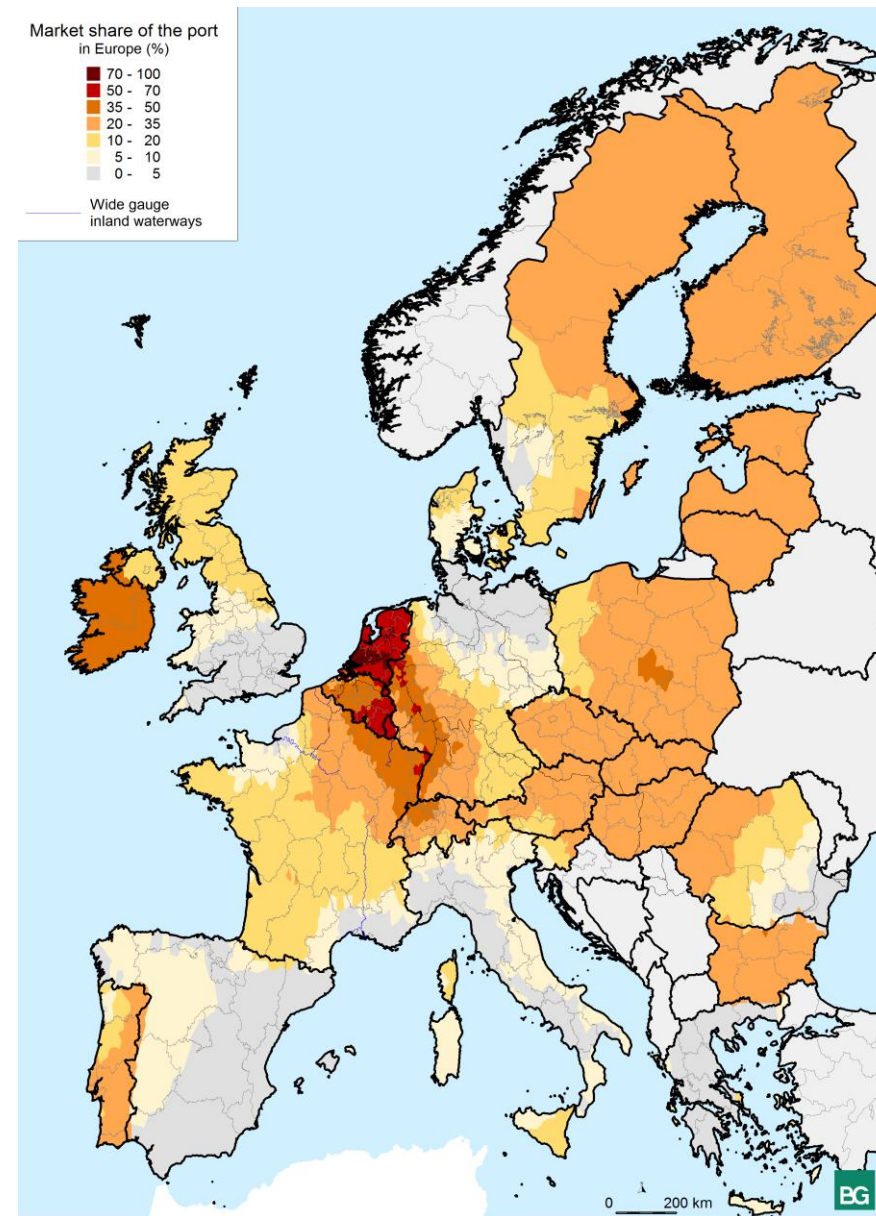 Market share of the port
in Europe (%)
70 - 100
50 - 70
35 - 50
20 - 35
10 - 20
5 - 10
0 - 5
Wide gauge
inland waterways
0 200 km
BG